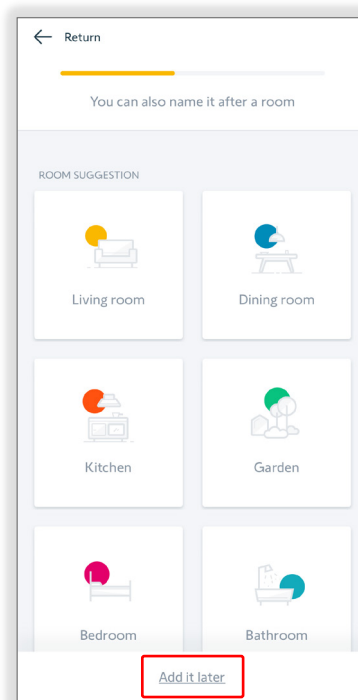 Return
You can also name it after a room
ROOM SUGGESTION
Living room
Dining room
Kitchen
Garden
Bedroom
Bathroom
Add it later